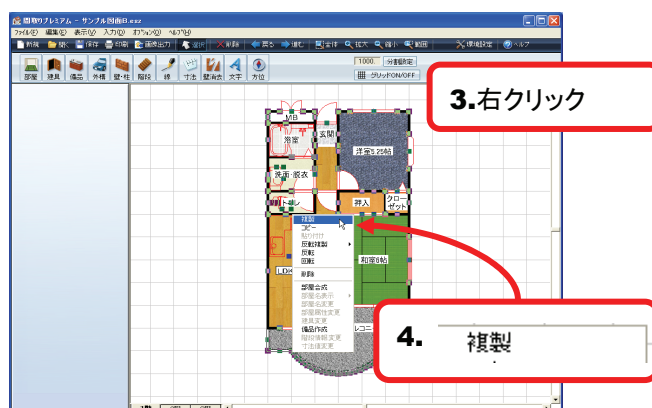 間取りプレミアム - サンプル図面B.exz
ファイル(F) 編集(E) 表示(V) 入力(I) オプション(O) ヘルプ(H)
新規 開く 保存 印刷 画像出力 選択 削除 戻る 進む 全体 拡大 縮小 範囲 環境設定 ヘルプ
部屋 建具 備品 外構 壁・柱 階段 線 寸法 壁消去 文字 方位
1000. 分割設定
グリッドON/OFF
3.右クリック
MB
浴室
玄関
洋室5.25帖
洗面・脱衣
トイレ
押入
クロー
ゼット
複製
コピー
貼り付け
反転複製
反転
回転
削除
部屋合成
部屋名表示
部屋名変更
部屋属性変更
建具変更
備品作成
階段情報変更
寸法値変更
LDK
和室6帖
4. 複製